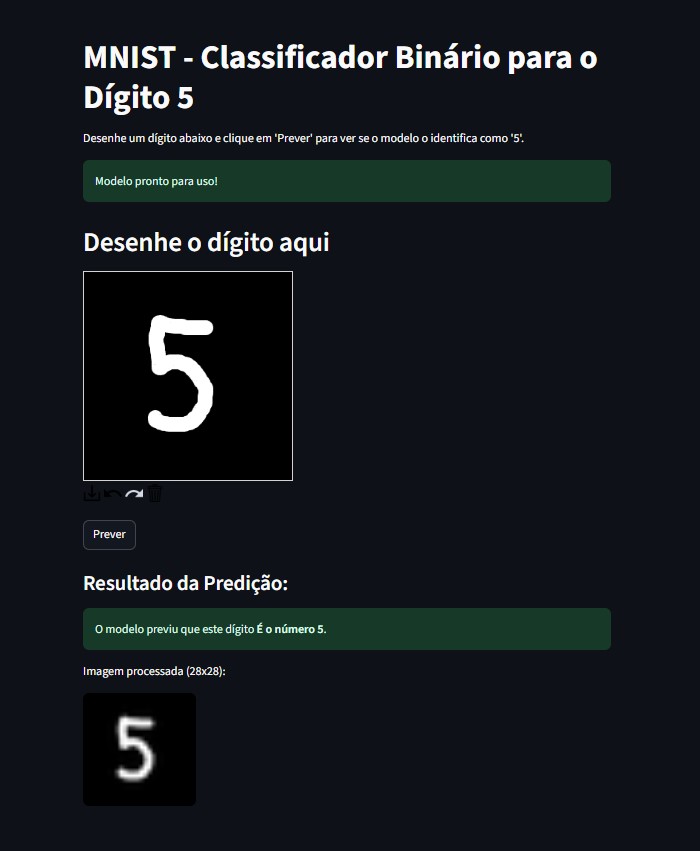 MNIST - Classificador Binário para o
Dígito 5
Desenhe um dígito abaixo e clique em 'Prever' para ver se o modelo o identifica como '5'.
Modelo pronto para uso!
Desenhe o dígito aqui
5
Prever
Resultado da Predição:
O modelo previu que este dígito É o número 5.
Imagem processada (28x28):
5